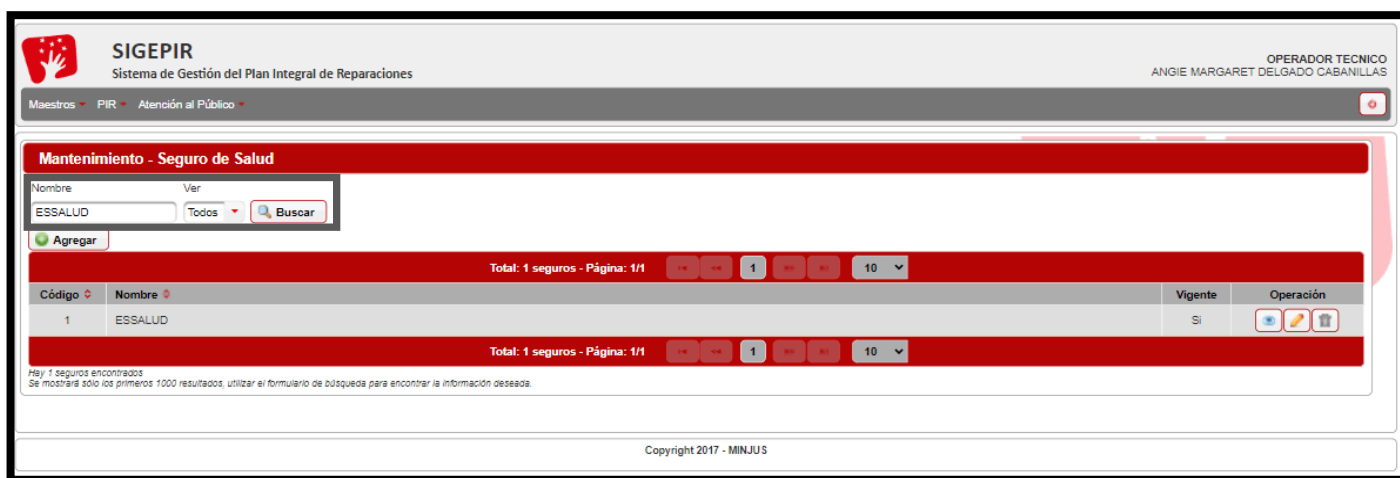 SIGEPIR
Sistema de Gestión del Plan Integral de Reparaciones
OPERADOR TECNICO
ANGIE MARGARET DELGADO CABANILLAS
Maestros PIR Atención al Público
Mantenimiento - Seguro de Salud
Nombre Ver
ESSALUD Todos Buscar
Agregar
Total: 1 seguros - Página: 1/1 1 10
Código Nombre Vigente Operación
1 ESSALUD Si
Total: 1 seguros - Página: 1/1 1 10
Hay 1 seguros encontrados
Se mostrará sólo los primeros 1000 resultados, utilizar el formulario de búsqueda para encontrar la información deseada.
Copyright 2017 - MINJUS